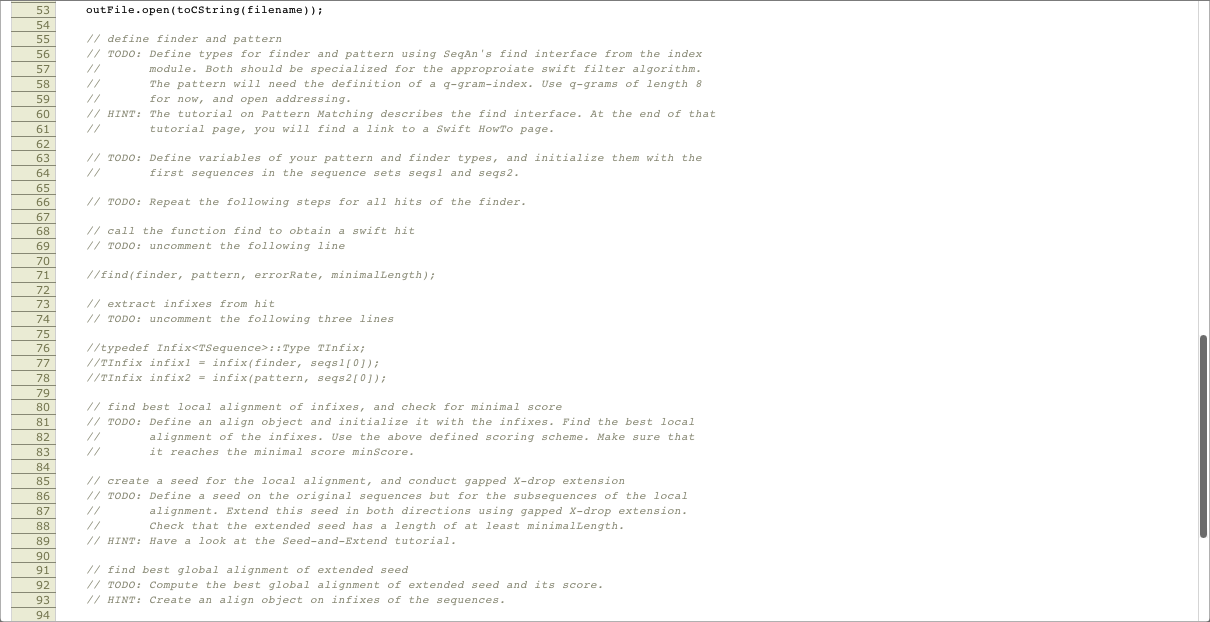 53 outFile.open(toCString(filename));
54
55 // define finder and pattern
56 // TODO: Define types for finder and pattern using SeqAn's find interface from the index
57 //       module. Both should be specialized for the approproiate swift filter algorithm.
58 //       The pattern will need the definition of a q-gram-index. Use q-grams of length 8
59 //       for now, and open addressing.
60 // HINT: The tutorial on Pattern Matching describes the find interface. At the end of that
61 //       tutorial page, you will find a link to a Swift HowTo page.
62
63 // TODO: Define variables of your pattern and finder types, and initialize them with the
64 //       first sequences in the sequence sets seqs1 and seqs2.
65
66 // TODO: Repeat the following steps for all hits of the finder.
67
68 // call the function find to obtain a swift hit
69 // TODO: uncomment the following line
70
71 //find(finder, pattern, errorRate, minimalLength);
72
73 // extract infixes from hit
74 // TODO: uncomment the following three lines
75
76 //typedef Infix<TSequence>::Type TInfix;
77 //TInfix infix1 = infix(finder, seqs1[0]);
78 //TInfix infix2 = infix(pattern, seqs2[0]);
79
80 // find best local alignment of infixes, and check for minimal score
81 // TODO: Define an align object and initialize it with the infixes. Find the best local
82 //       alignment of the infixes. Use the above defined scoring scheme. Make sure that
83 //       it reaches the minimal score minScore.
84
85 // create a seed for the local alignment, and conduct gapped X-drop extension
86 // TODO: Define a seed on the original sequences but for the subsequences of the local
87 //       alignment. Extend this seed in both directions using gapped X-drop extension.
88 //       Check that the extended seed has a length of at least minimalLength.
89 // HINT: Have a look at the Seed-and-Extend tutorial.
90
91 // find best global alignment of extended seed
92 // TODO: Compute the best global alignment of extended seed and its score.
93 // HINT: Create an align object on infixes of the sequences.
94